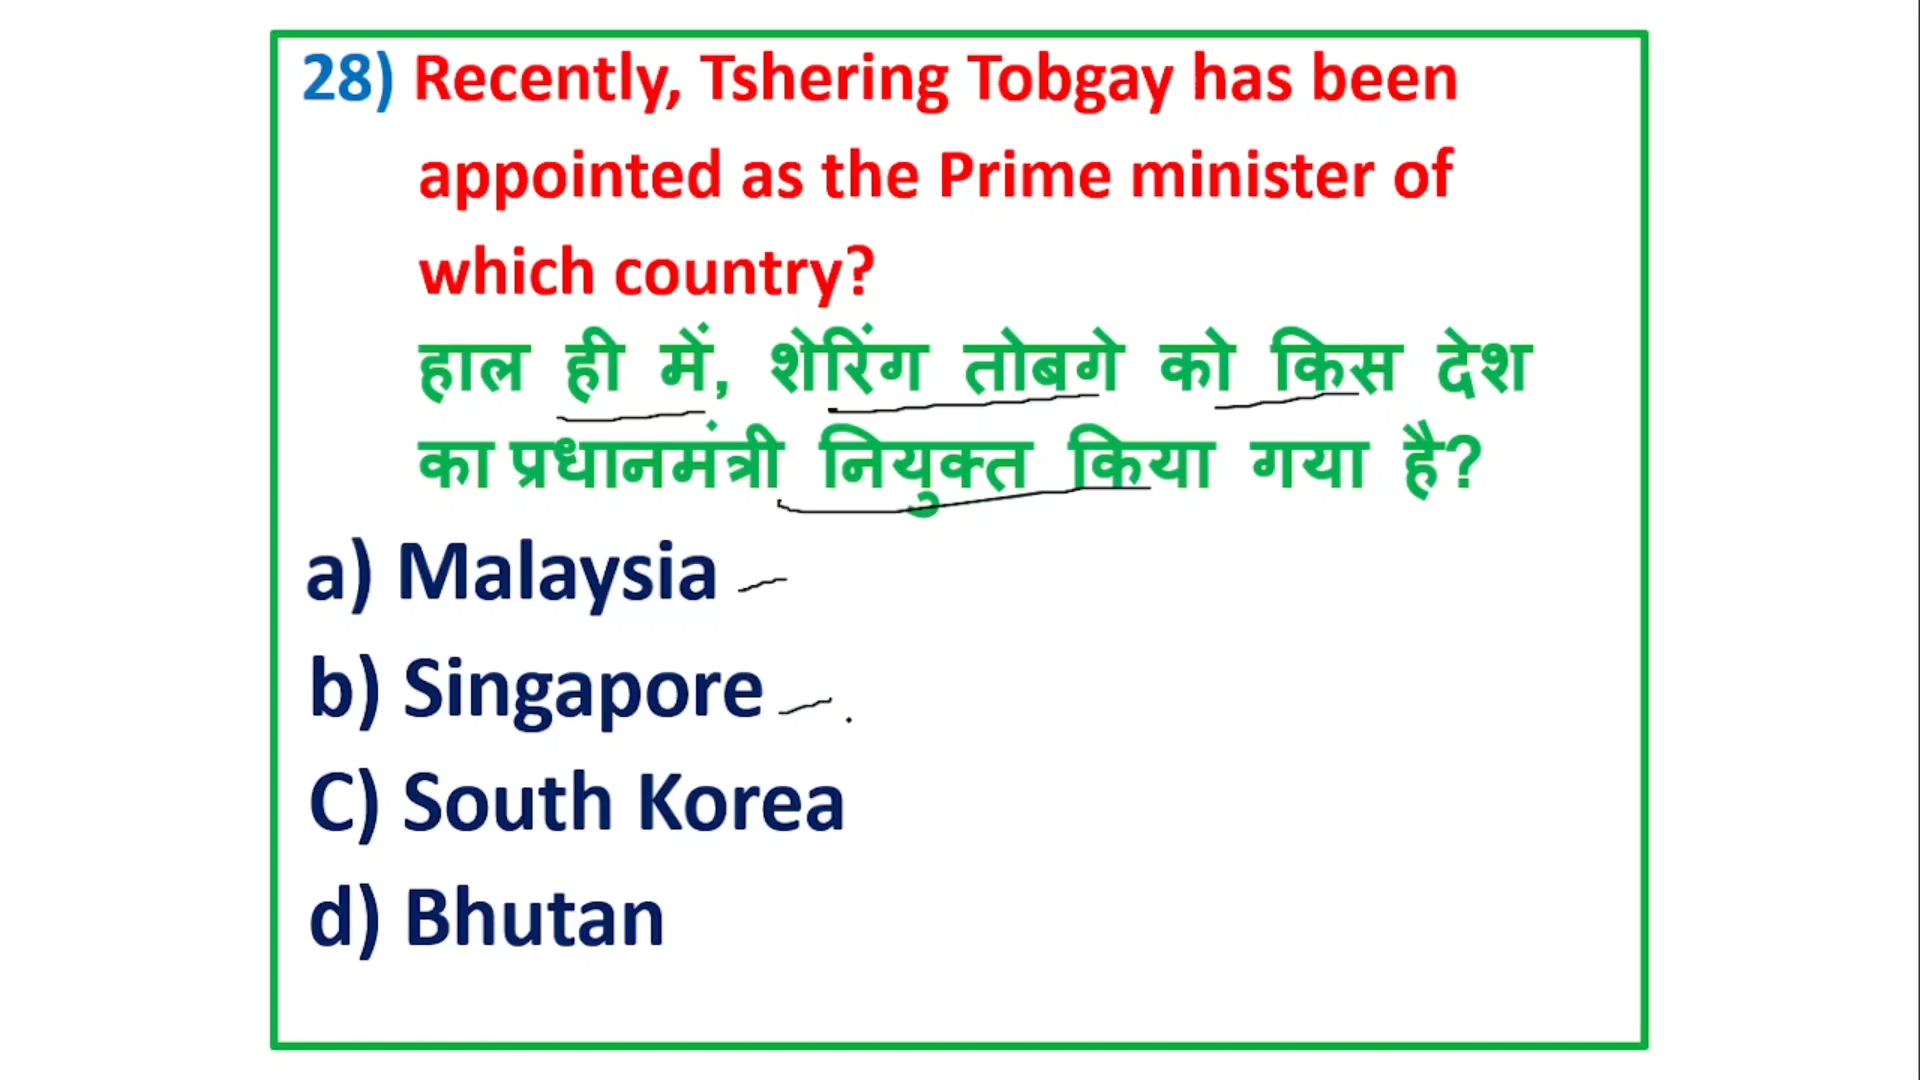 28) Recently, Tshering Tobgay has been
appointed as the Prime minister of
which country?
हाल ही में, शेरिंग तोबगे को किस देश
का प्रधानमंत्री नियुक्त किया गया है?
a) Malaysia
b) Singapore
C) South Korea
d) Bhutan